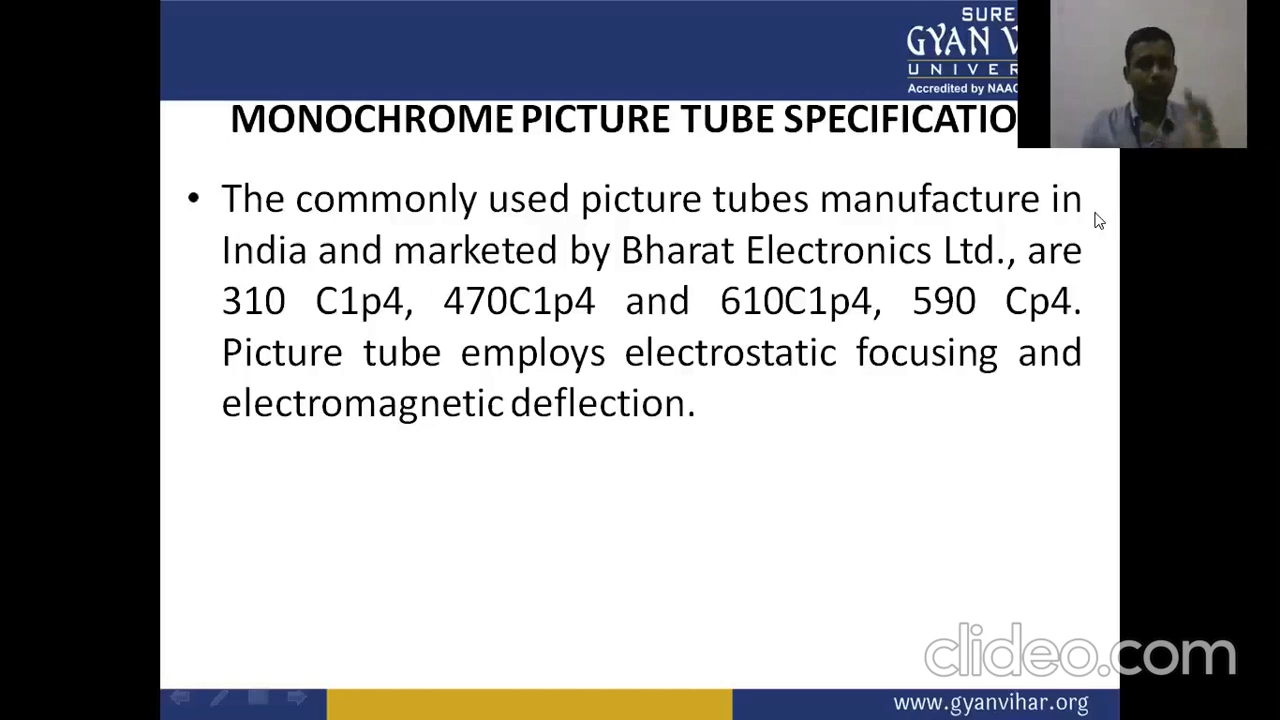 SURE
GYAN V
UNIVER
Accredited by NAAC
MONOCHROME PICTURE TUBE SPECIFICATIO
• The commonly used picture tubes manufacture in
India and marketed by Bharat Electronics Ltd., are
310 C1p4, 470C1p4 and 610C1p4, 590 Cp4.
Picture tube employs electrostatic focusing and
electromagnetic deflection.
clideo.com
www.gyanvihar.org